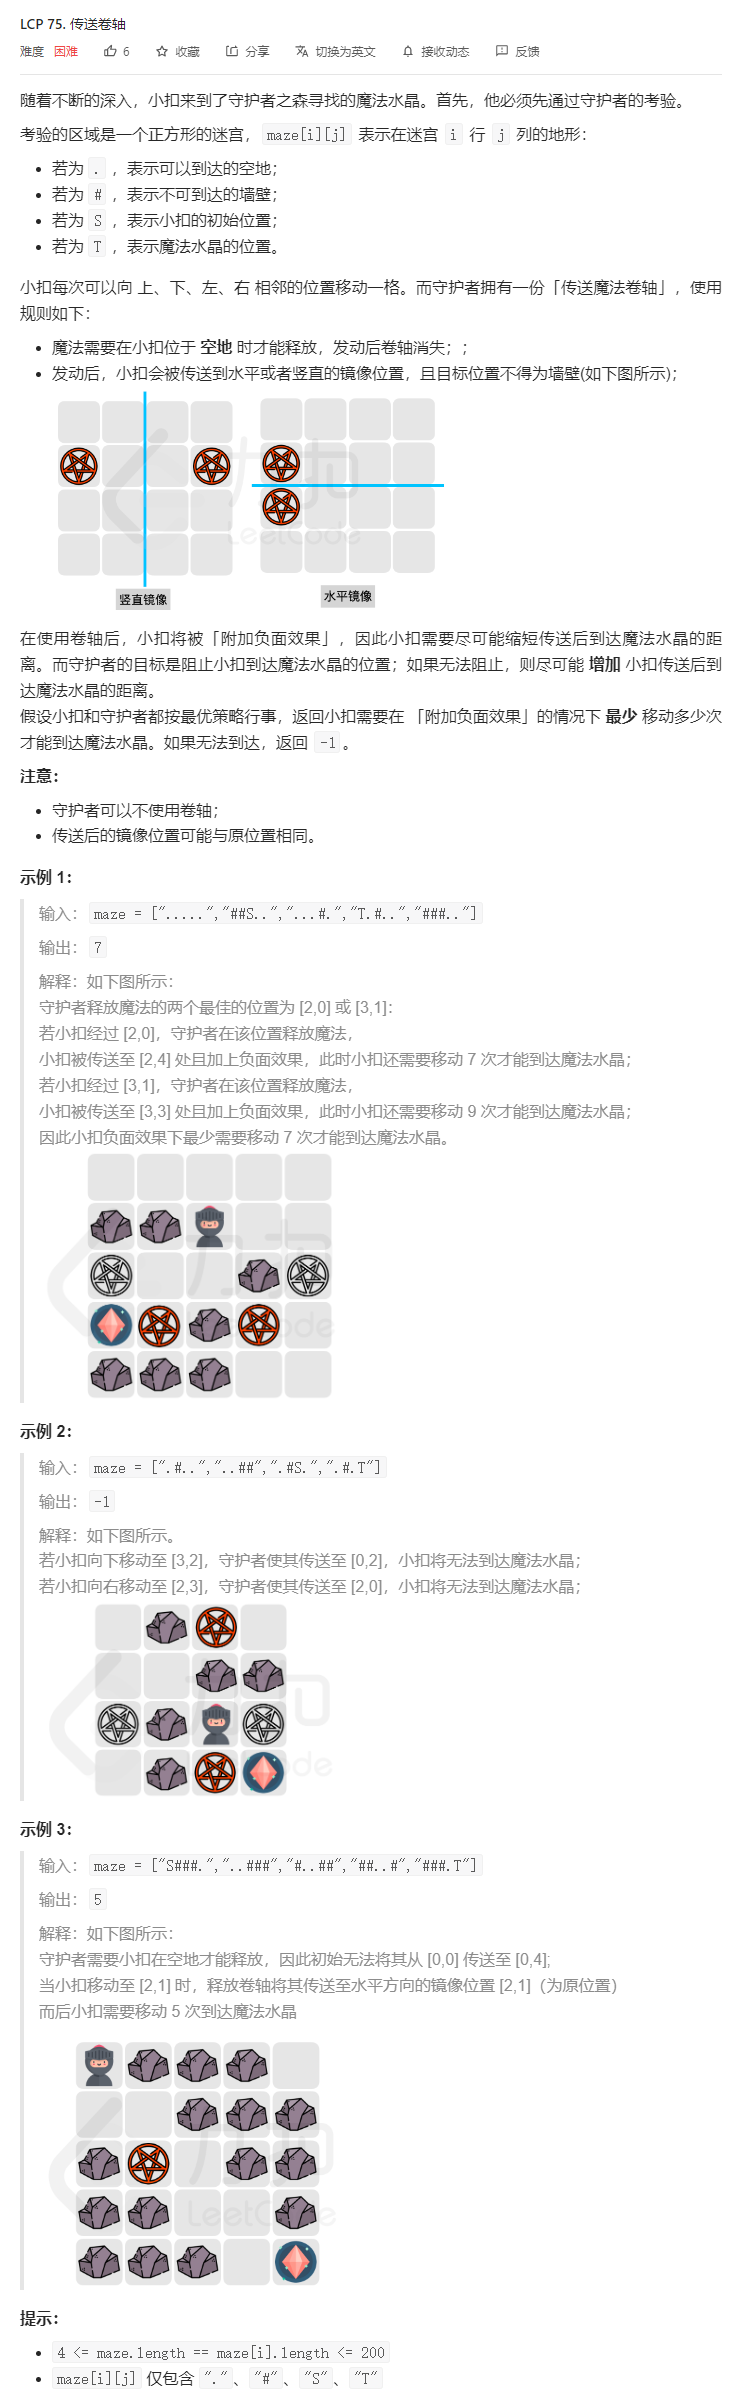 LCP 75. 传送卷轴
难度 困难 6 收藏 分享 切换为英文 接收动态 反馈
随着不断的深入，小扣来到了守护者之森寻找的魔法水晶。首先，他必须先通过守护者的考验。
考验的区域是一个正方形的迷宫， maze[i][j] 表示在迷宫 i 行 j 列的地形：
• 若为 . ，表示可以到达的空地；
• 若为 # ，表示不可到达的墙壁；
• 若为 S ，表示小扣的初始位置；
• 若为 T ，表示魔法水晶的位置。
小扣每次可以向 上、下、左、右 相邻的位置移动一格。而守护者拥有一份「传送魔法卷轴」，使用
规则如下：
• 魔法需要在小扣位于 空地 时才能释放，发动后卷轴消失；；
• 发动后，小扣会被传送到水平或者竖直的镜像位置，且目标位置不得为墙壁(如下图所示)；
力扣
LeetCode
竖直镜像
水平镜像
在使用卷轴后，小扣将被「附加负面效果」，因此小扣需要尽可能缩短传送后到达魔法水晶的距
离。而守护者的目标是阻止小扣到达魔法水晶的位置；如果无法阻止，则尽可能 增加 小扣传送后到
达魔法水晶的距离。
假设小扣和守护者都按最优策略行事，返回小扣需要在 「附加负面效果」的情况下 最少 移动多少次
才能到达魔法水晶。如果无法到达，返回 -1 。
注意：
• 守护者可以不使用卷轴；
• 传送后的镜像位置可能与原位置相同。
示例 1：
输入： maze = [".....","##S..","...#.","T.#..","###.."]
输出： 7
解释：如下图所示：
守护者释放魔法的两个最佳的位置为 [2,0] 或 [3,1]：
若小扣经过 [2,0]，守护者在该位置释放魔法，
小扣被传送至 [2,4] 处且加上负面效果，此时小扣还需要移动 7 次才能到达魔法水晶；
若小扣经过 [3,1]，守护者在该位置释放魔法，
小扣被传送至 [3,3] 处且加上负面效果，此时小扣还需要移动 9 次才能到达魔法水晶；
因此小扣负面效果下最少需要移动 7 次才能到达魔法水晶。
示例 2：
输入： maze = [".#..","..##",".#S.",".#.T"]
输出： -1
解释：如下图所示。
若小扣向下移动至 [3,2]，守护者使其传送至 [0,2]，小扣将无法到达魔法水晶；
若小扣向右移动至 [2,3]，守护者使其传送至 [2,0]，小扣将无法到达魔法水晶；
示例 3：
输入： maze = ["S###.","..###","#..##","##..#","###.T"]
输出： 5
解释：如下图所示：
守护者需要小扣在空地才能释放，因此初始无法将其从 [0,0] 传送至 [0,4];
当小扣移动至 [2,1] 时，释放卷轴将其传送至水平方向的镜像位置 [2,1]（为原位置）
而后小扣需要移动 5 次到达魔法水晶
LeetCode
提示：
• 4 <= maze.length == maze[i].length <= 200
• maze[i][j] 仅包含 "." 、 "#" 、 "S" 、 "T"